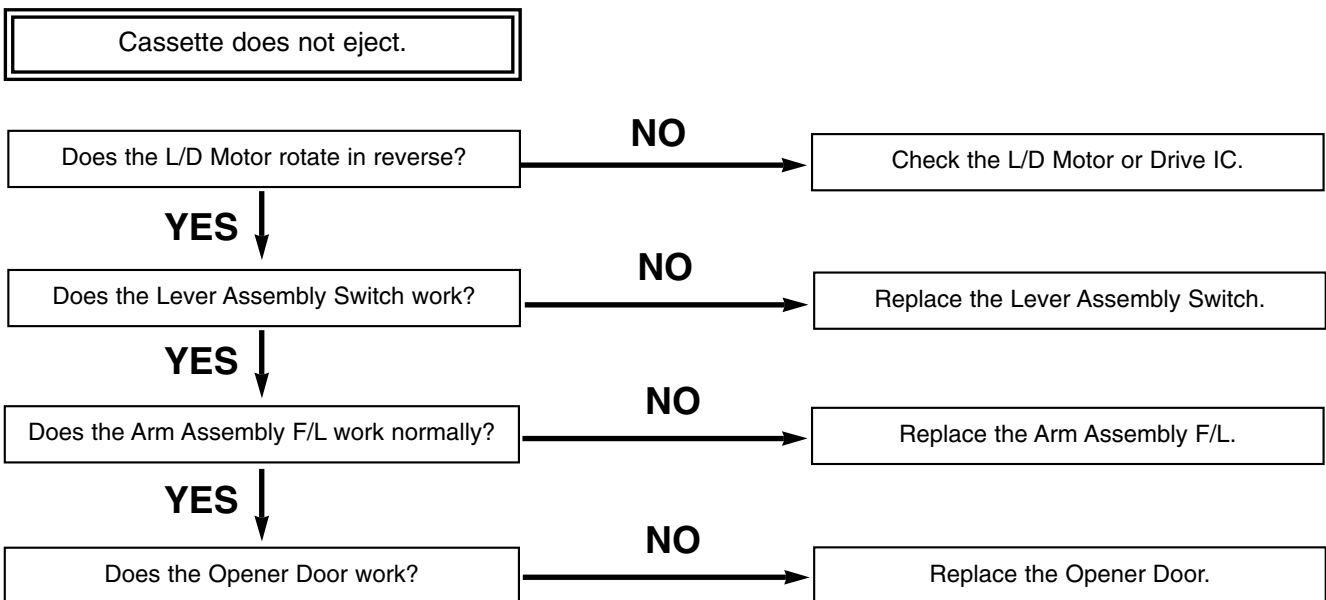 Cassette does not eject.
Does the L/D Motor rotate in reverse?
NO
Check the L/D Motor or Drive IC.
YES
Does the Lever Assembly Switch work?
NO
Replace the Lever Assembly Switch.
YES
Does the Arm Assembly F/L work normally?
NO
Replace the Arm Assembly F/L.
YES
Does the Opener Door work?
NO
Replace the Opener Door.